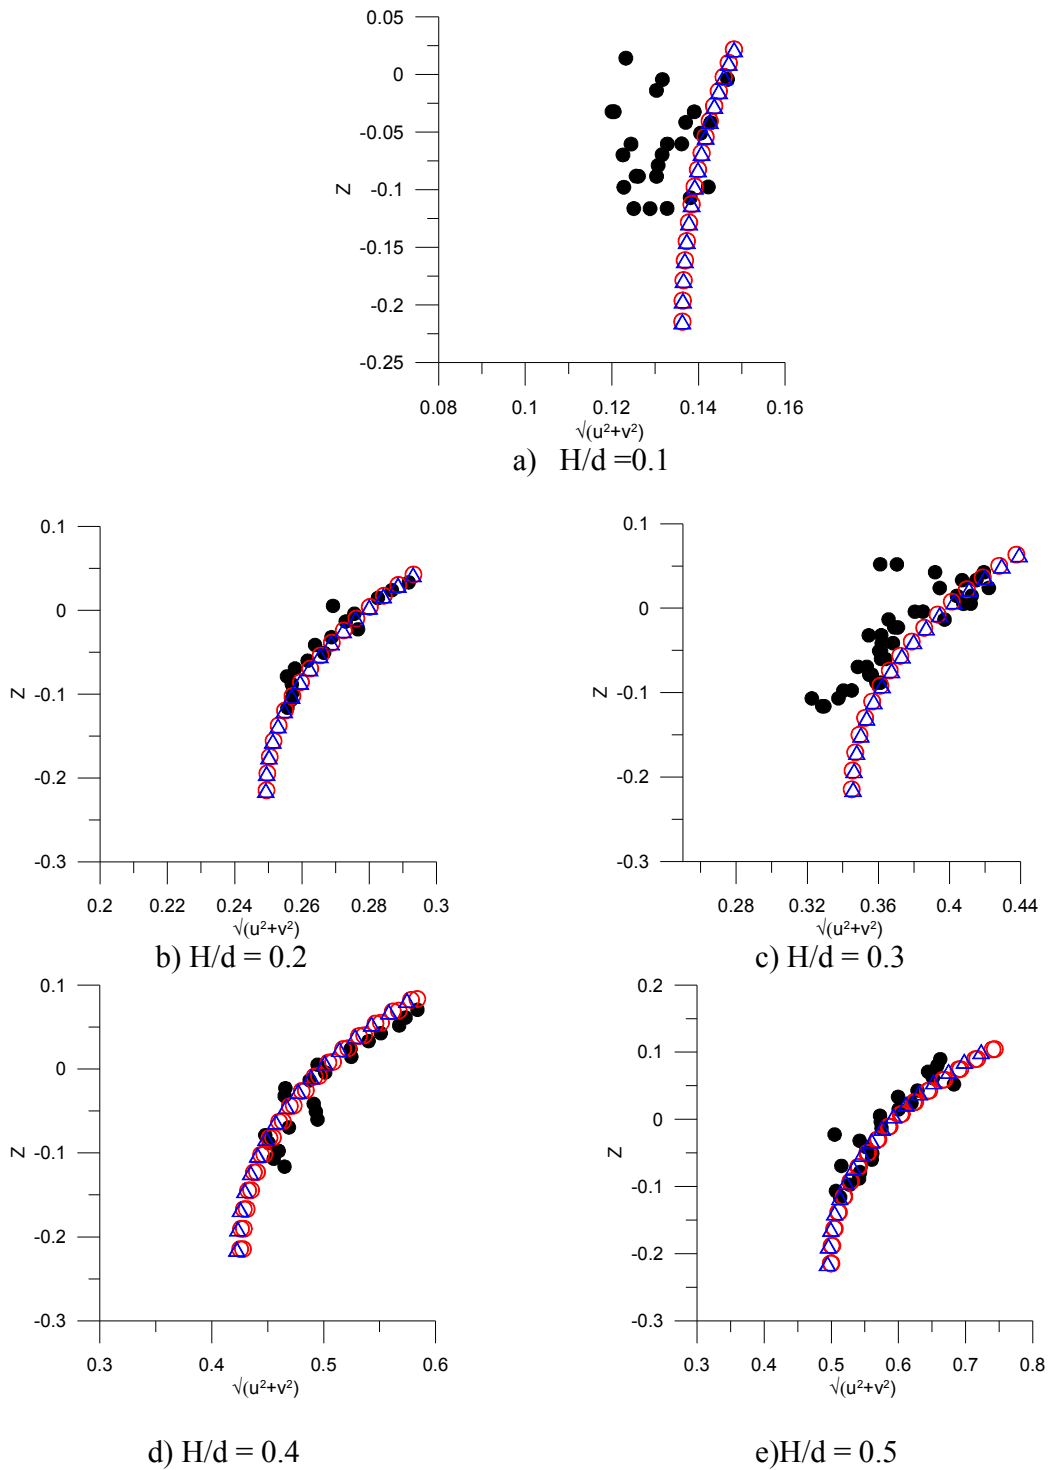 0.05
0
-0.05
-0.1
-0.15
-0.2
-0.25
Z
0.08 0.1 0.12 0.14 0.16
√(u²+v²)
a) H/d =0.1
0.1
0
-0.1
-0.2
-0.3
Z
0.2 0.22 0.24 0.26 0.28 0.3
√(u²+v²)
b) H/d = 0.2
0.1
0
-0.1
-0.2
-0.3
Z
0.28 0.32 0.36 0.4 0.44
√(u²+v²)
c) H/d = 0.3
0.1
0
-0.1
-0.2
-0.3
Z
0.3 0.4 0.5 0.6
√(u²+v²)
d) H/d = 0.4
0.2
0.1
0
-0.1
-0.2
-0.3
Z
0.3 0.4 0.5 0.6 0.7 0.8
√(u²+v²)
e)H/d = 0.5